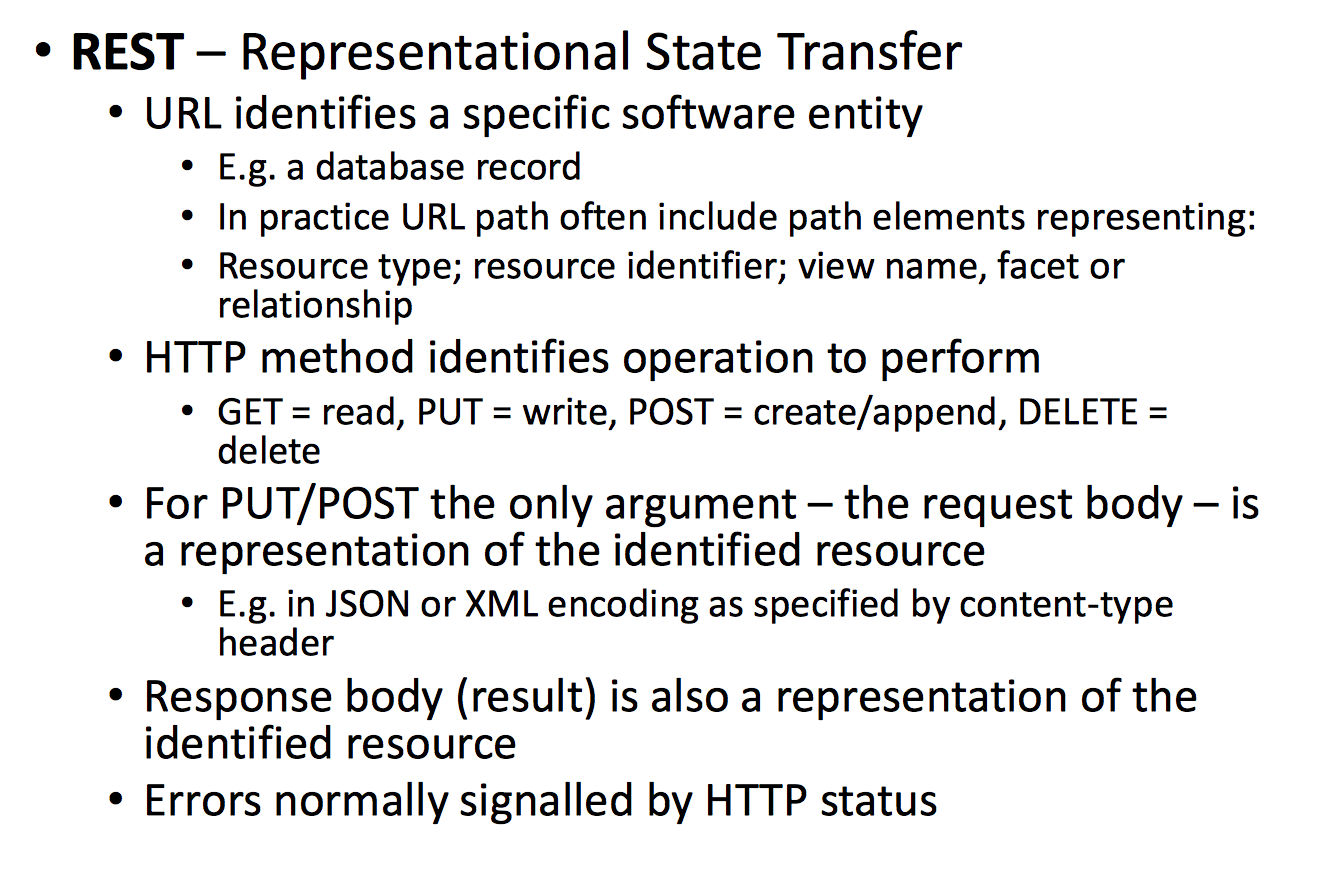 • REST – Representational State Transfer
• URL identifies a specific software entity
• E.g. a database record
• In practice URL path often include path elements representing:
• Resource type; resource identifier; view name, facet or
relationship
• HTTP method identifies operation to perform
• GET = read, PUT = write, POST = create/append, DELETE =
delete
• For PUT/POST the only argument – the request body – is
a representation of the identified resource
• E.g. in JSON or XML encoding as specified by content-type
header
• Response body (result) is also a representation of the
identified resource
• Errors normally signalled by HTTP status